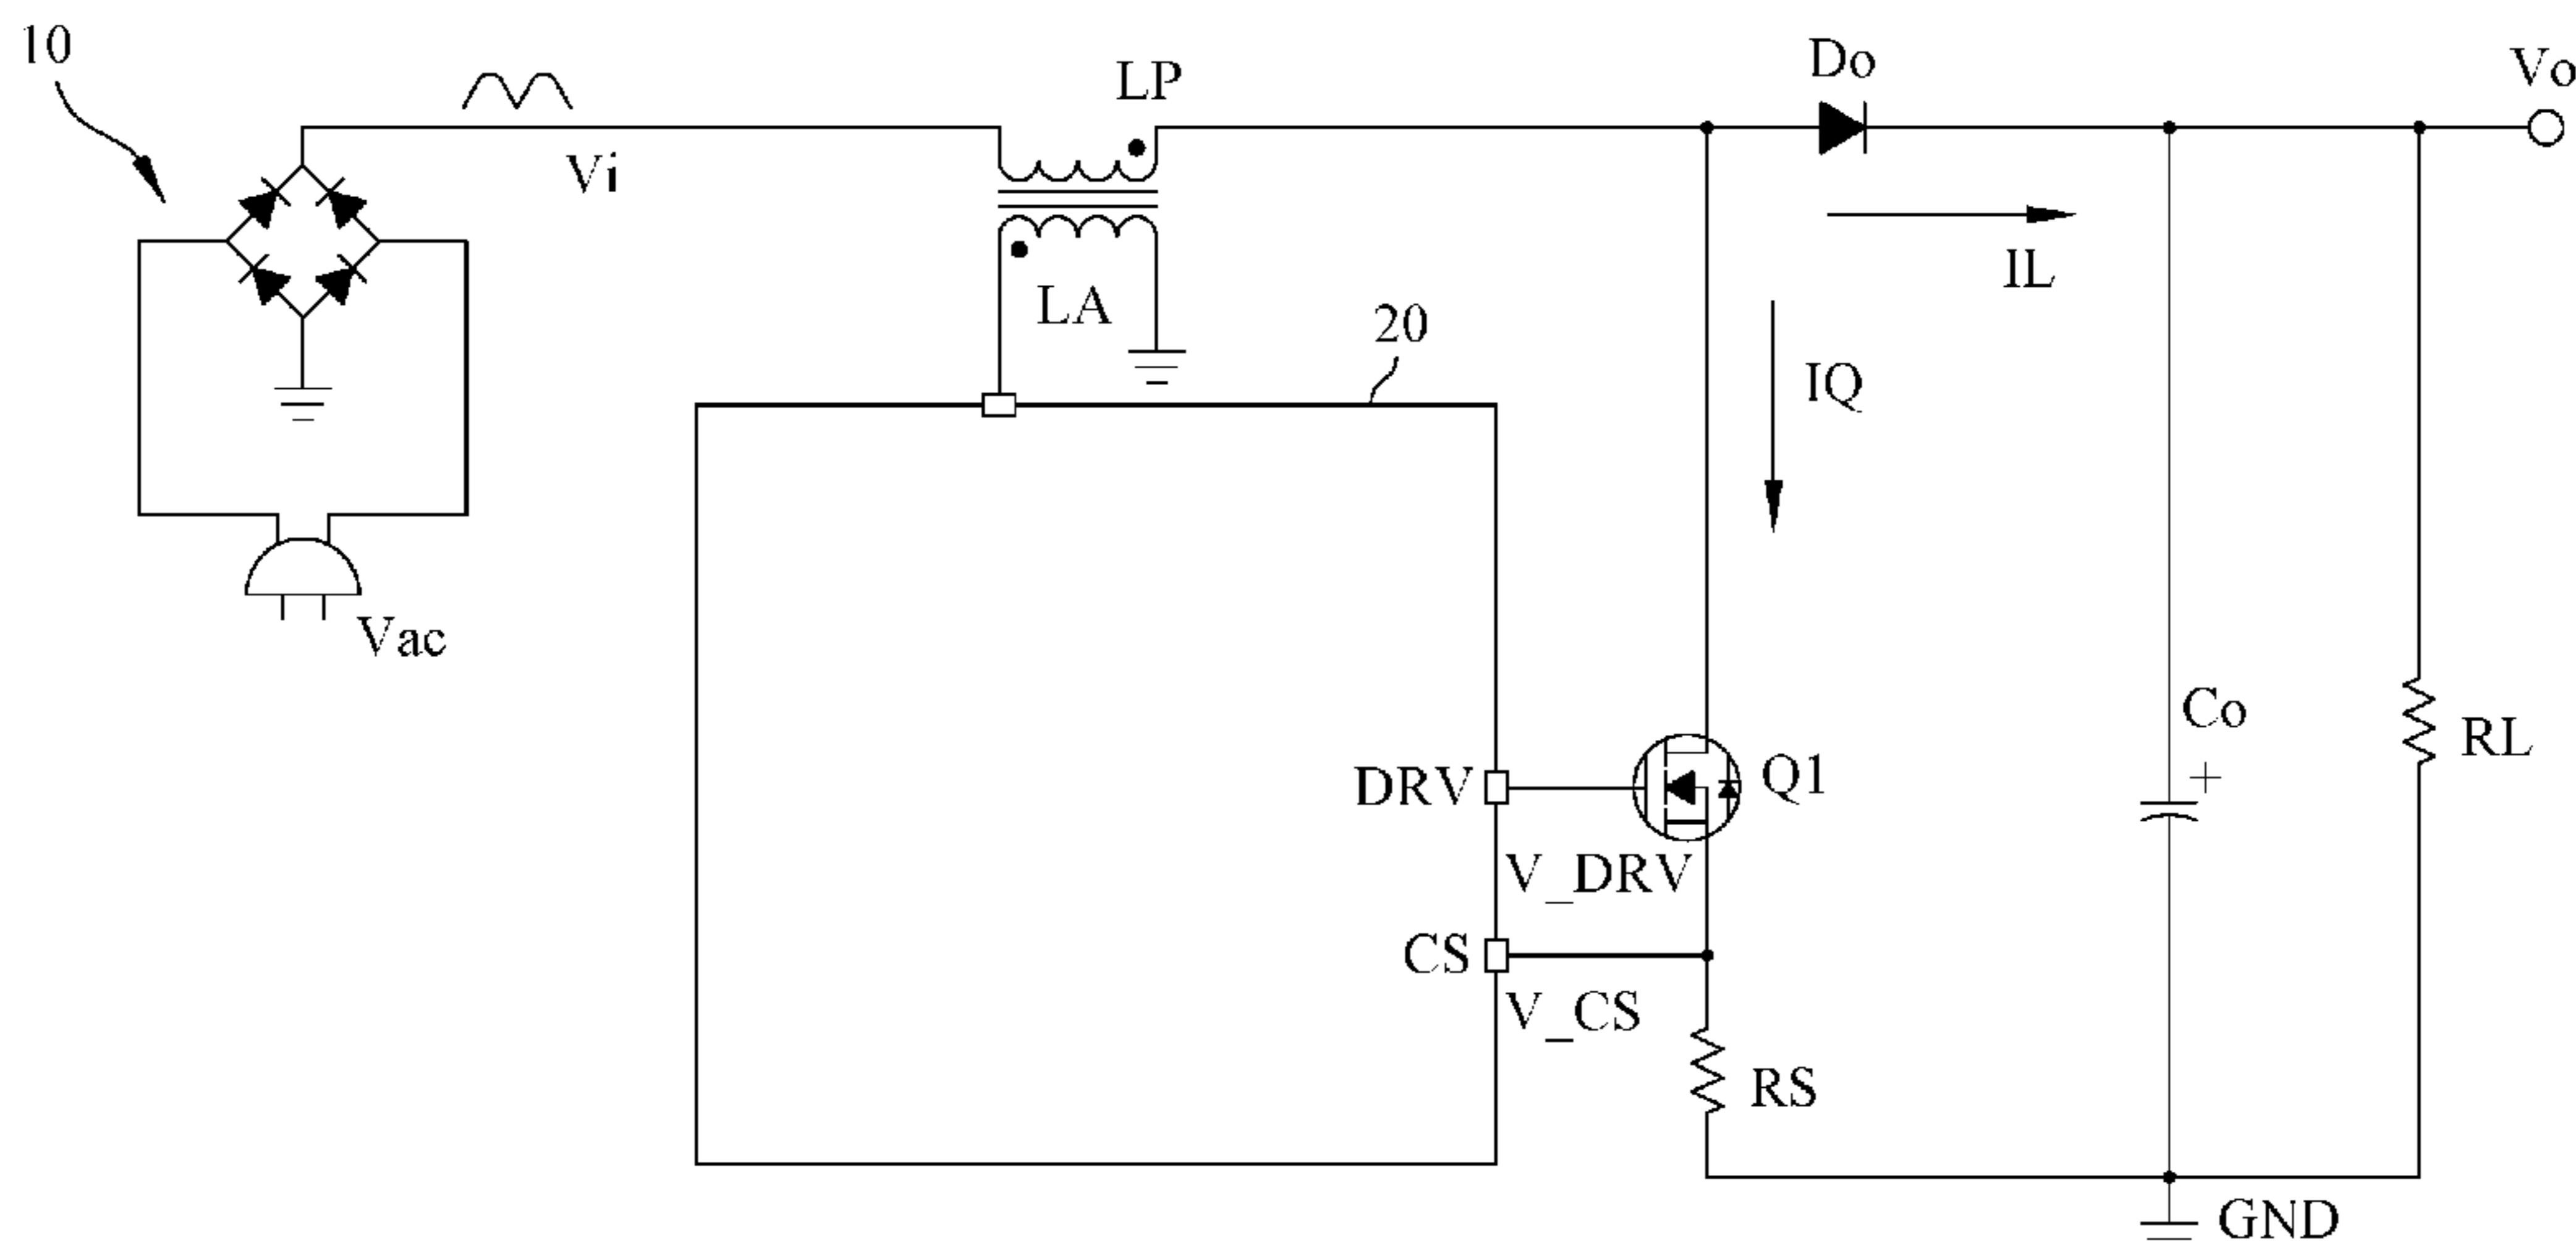 10
LP
Do
Vo
Vi
IL
LA
20
IQ
Vac
Co
+
RL
DRV
Q1
V_DRV
CS
V_CS
RS
GND